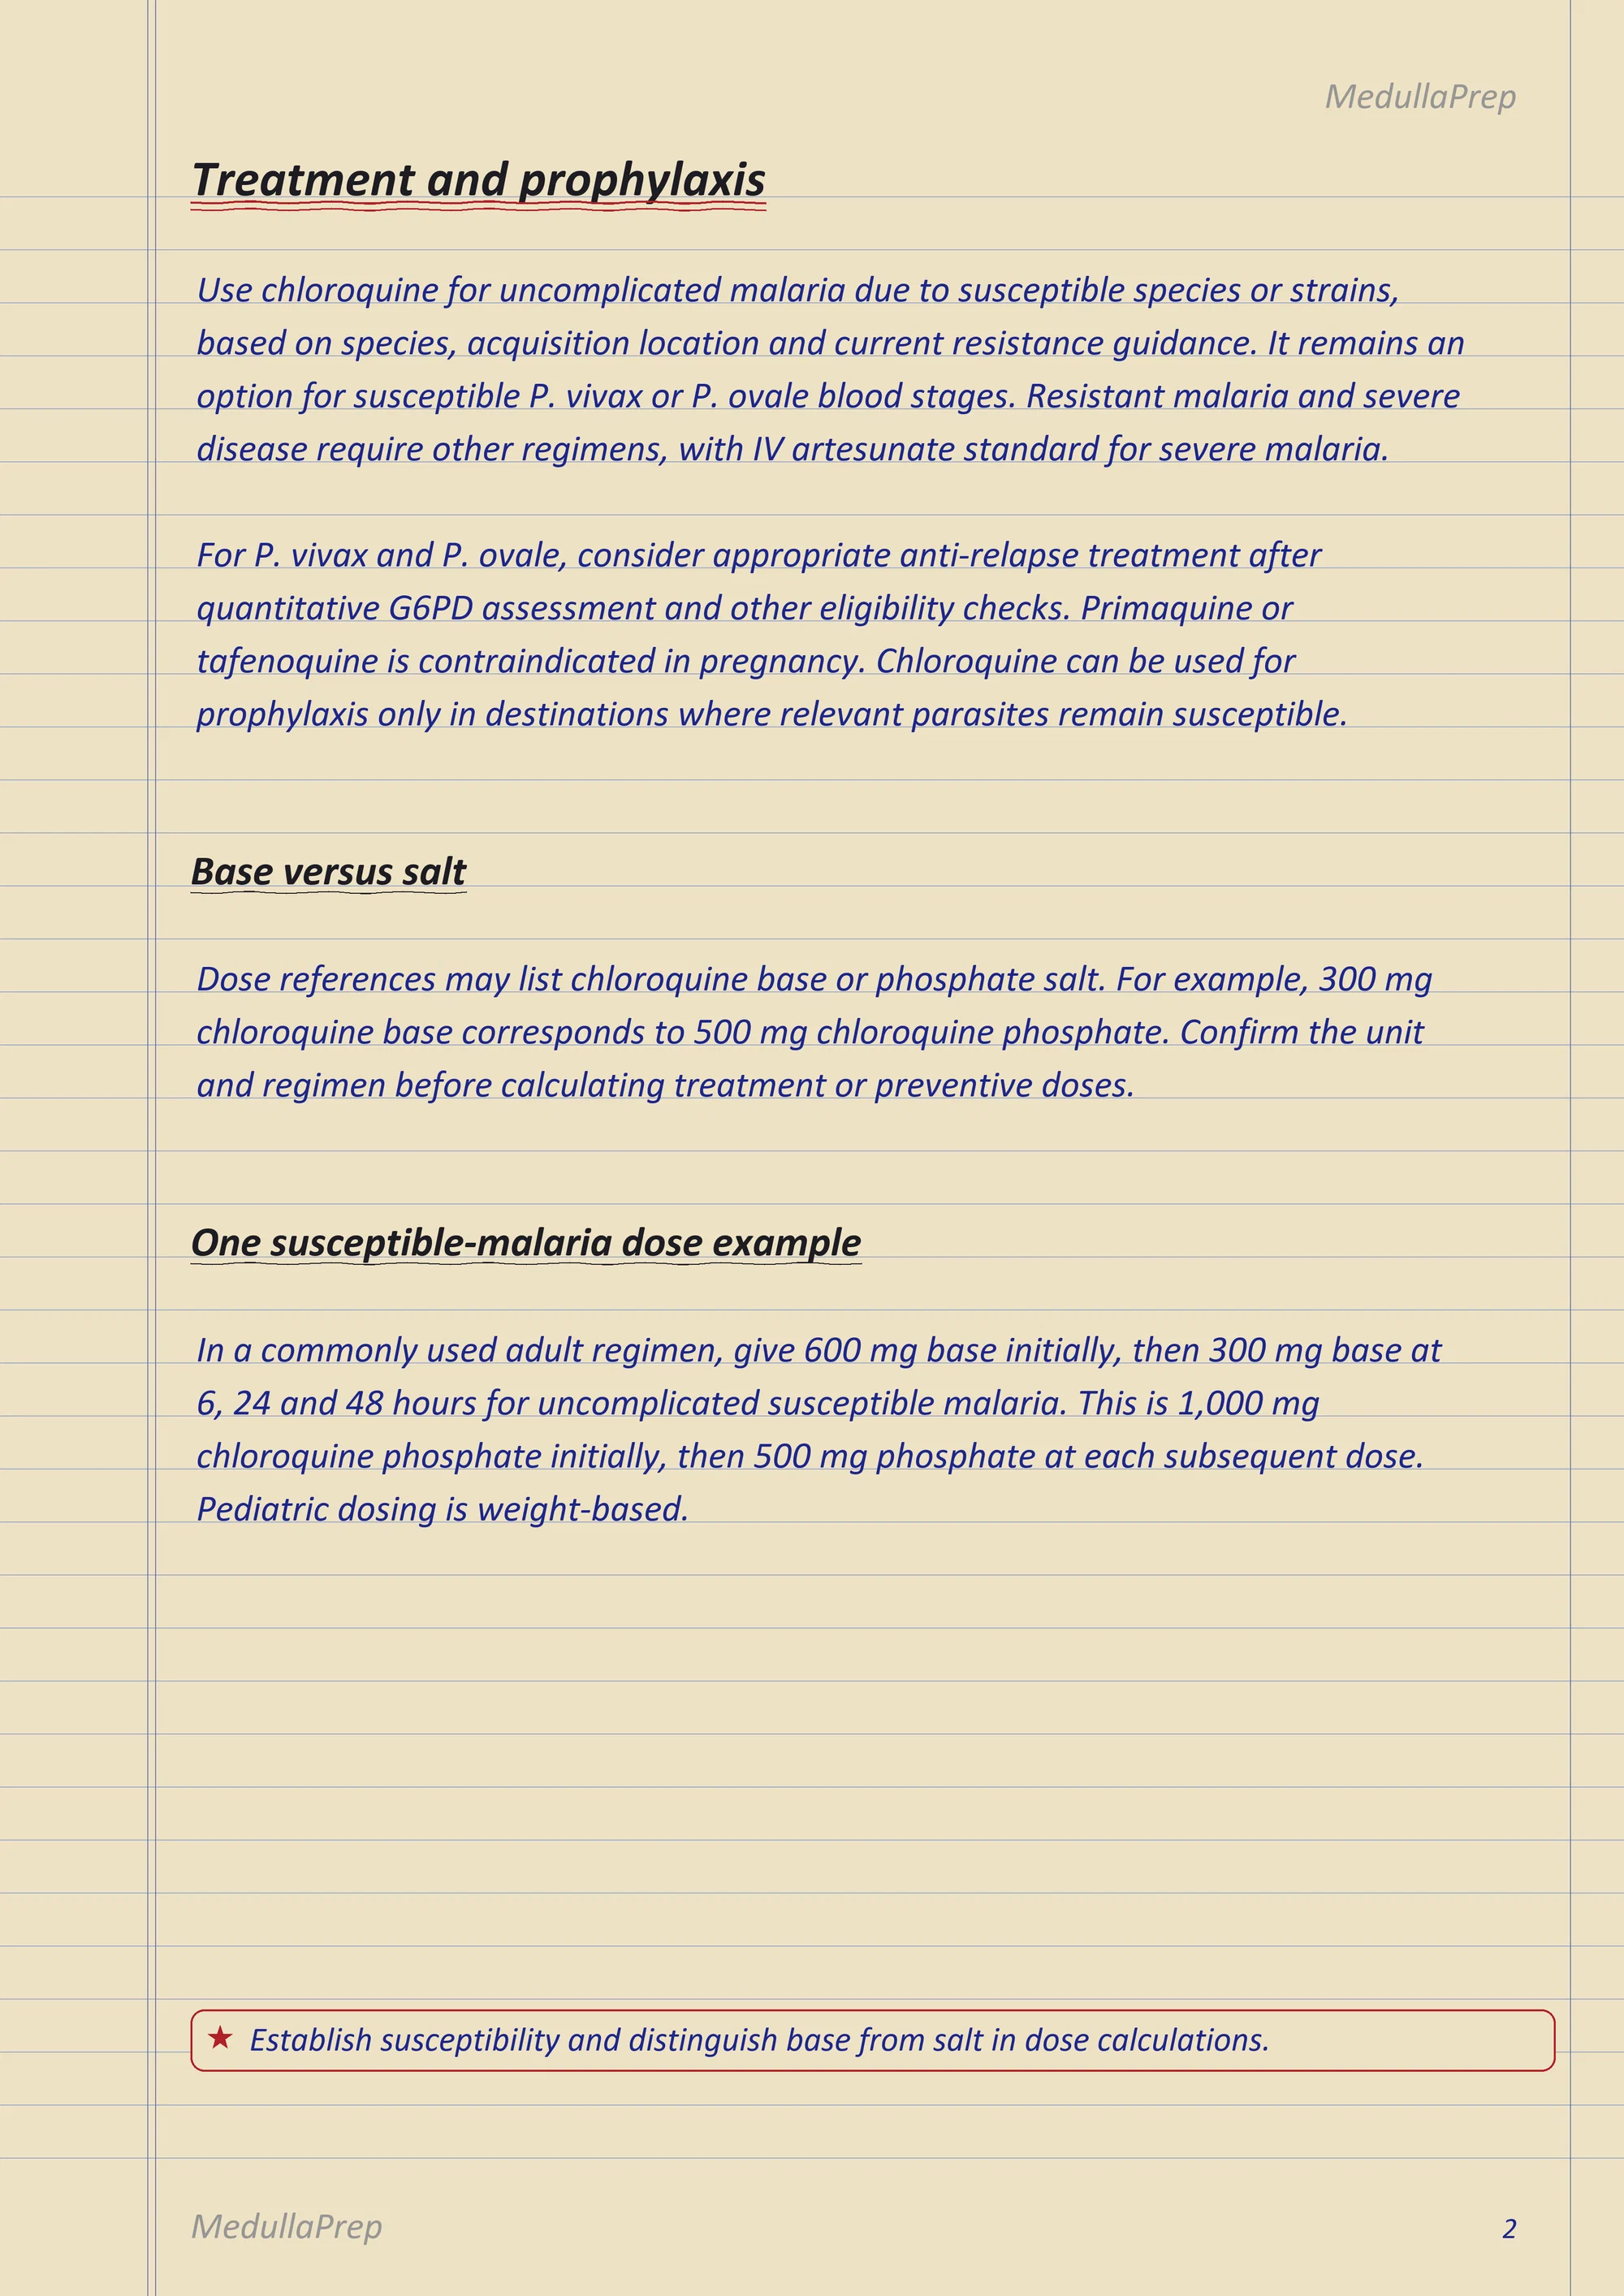 MedullaPrep
Treatment and prophylaxis
Use chloroquine for uncomplicated malaria due to susceptible species or strains,
based on species, acquisition location and current resistance guidance. It remains an
option for susceptible P. vivax or P. ovale blood stages. Resistant malaria and severe
disease require other regimens, with IV artesunate standard for severe malaria.
For P. vivax and P. ovale, consider appropriate anti-relapse treatment after
quantitative G6PD assessment and other eligibility checks. Primaquine or
tafenoquine is contraindicated in pregnancy. Chloroquine can be used for
prophylaxis only in destinations where relevant parasites remain susceptible.
Base versus salt
Dose references may list chloroquine base or phosphate salt. For example, 300 mg
chloroquine base corresponds to 500 mg chloroquine phosphate. Confirm the unit
and regimen before calculating treatment or preventive doses.
One susceptible-malaria dose example
In a commonly used adult regimen, give 600 mg base initially, then 300 mg base at
6, 24 and 48 hours for uncomplicated susceptible malaria. This is 1,000 mg
chloroquine phosphate initially, then 500 mg phosphate at each subsequent dose.
Pediatric dosing is weight-based.
★ Establish susceptibility and distinguish base from salt in dose calculations.
MedullaPrep
2